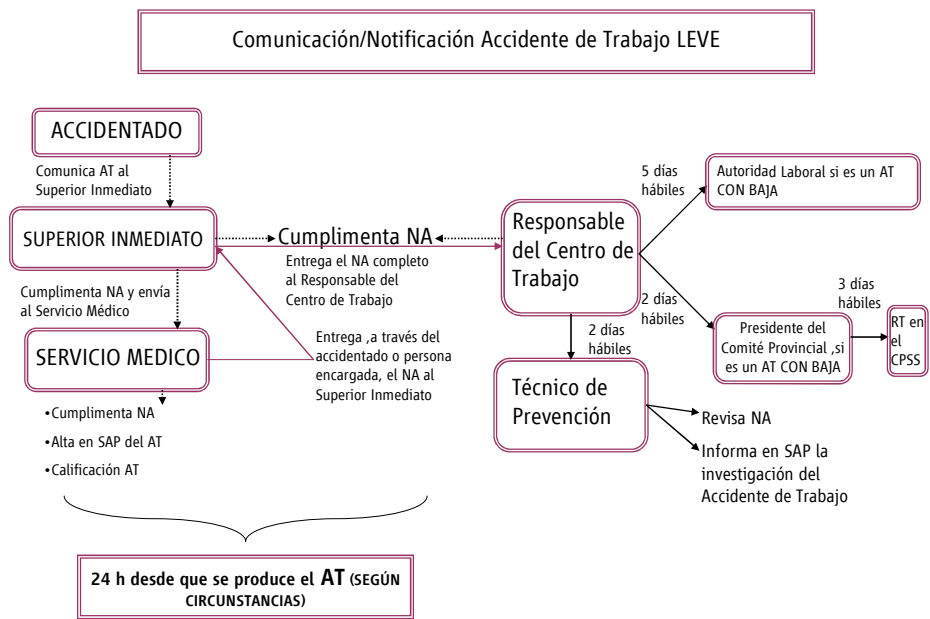 Comunicación/Notificación Accidente de Trabajo LEVE
ACCIDENTADO
Comunica AT al
Superior Inmediato
SUPERIOR INMEDIATO
Cumplimenta NA y envía
al Servicio Médico
SERVICIO MEDICO
•Cumplimenta NA
•Alta en SAP del AT
•Calificación AT
24 h desde que se produce el AT (SEGÚN
CIRCUNSTANCIAS)
Cumplimenta NA
Entrega el NA completo
al Responsable del
Centro de Trabajo
Entrega ,a través del
accidentado o persona
encargada, el NA al
Superior Inmediato
Responsable
del Centro de
Trabajo
5 días
hábiles
Autoridad Laboral si es un AT
CON BAJA
2 días
hábiles
Presidente del
Comité Provincial ,si
es un AT CON BAJA
3 días
hábiles
RT en
el
CPSS
2 días
hábiles
Técnico de
Prevención
Revisa NA
Informa en SAP la
investigación del
Accidente de Trabajo